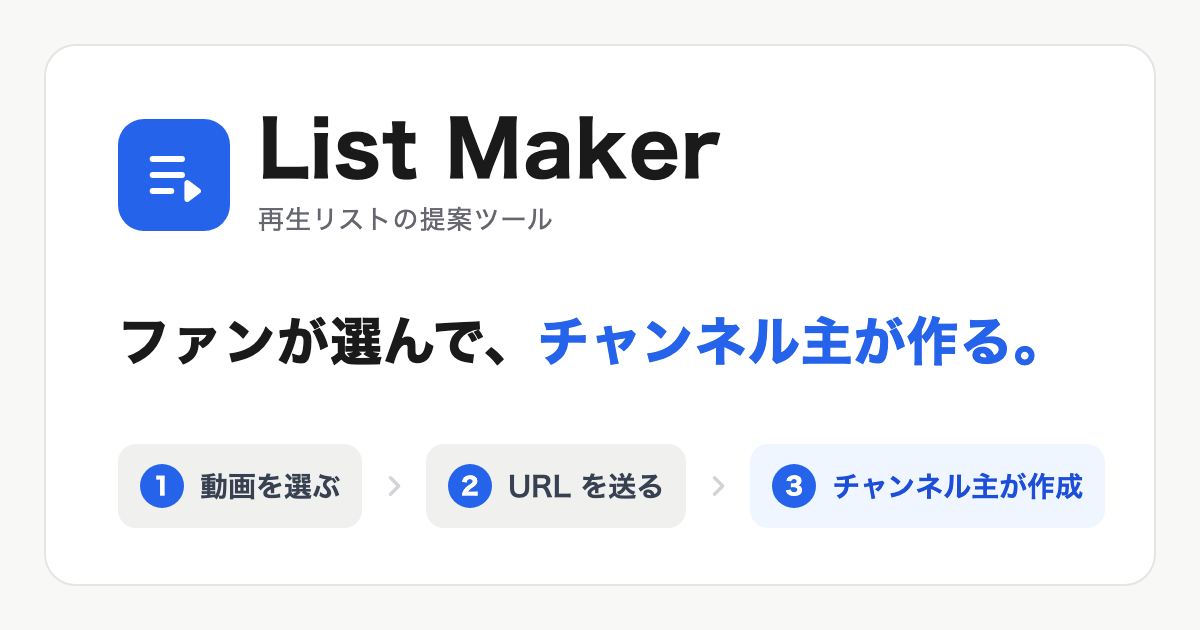 List Maker
再生リストの提案ツール
ファンが選んで、チャンネル主が作る。
1 動画を選ぶ
2 URL を送る
3 チャンネル主が作成